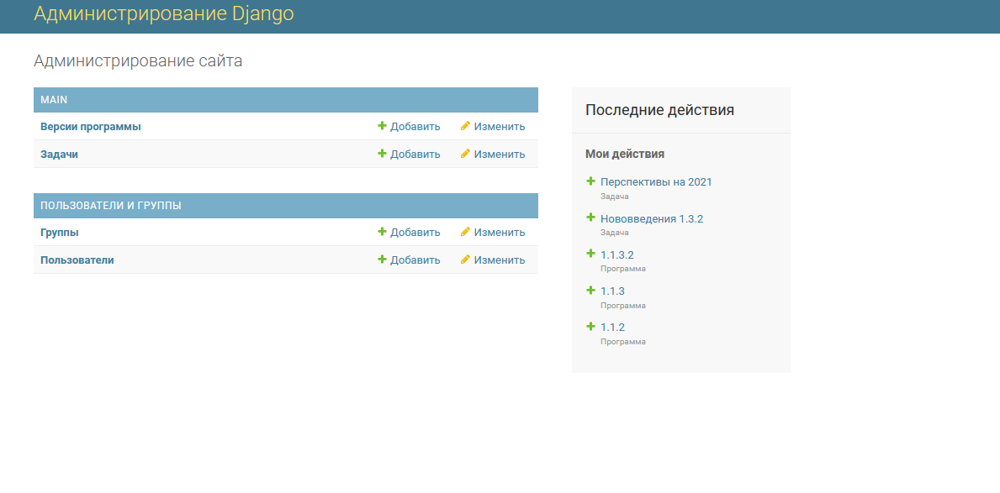 Администрирование Django
Администрирование сайта
MAIN
Версии программы Добавить Изменить
Задачи Добавить Изменить
ПОЛЬЗОВАТЕЛИ И ГРУППЫ
Группы Добавить Изменить
Пользователи Добавить Изменить
Последние действия
Мои действия
Перспективы на 2021
Задача
Нововведения 1.3.2
Задача
1.1.3.2
Программа
1.1.3
Программа
1.1.2
Программа